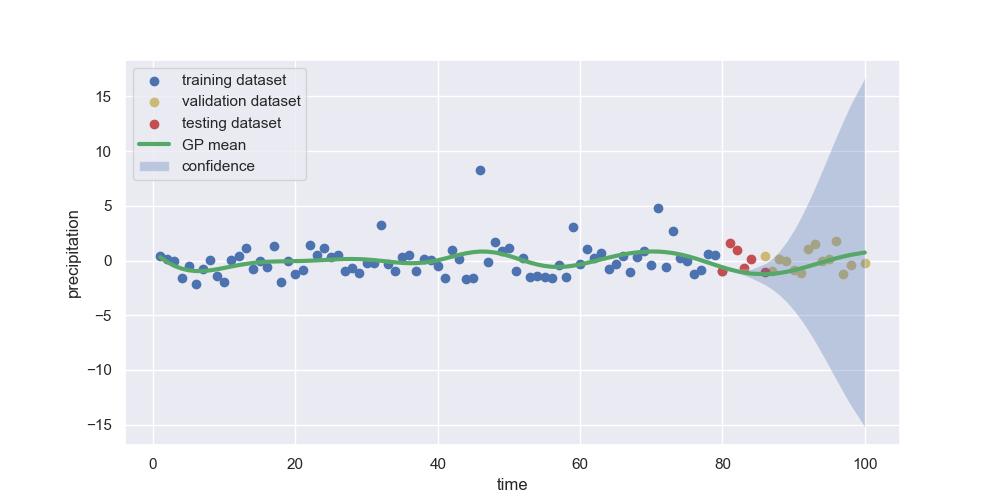 training dataset
validation dataset
testing dataset
GP mean
confidence
15
10
5
0
−5
−10
−15
precipitation
0
20
40
60
80
100
time